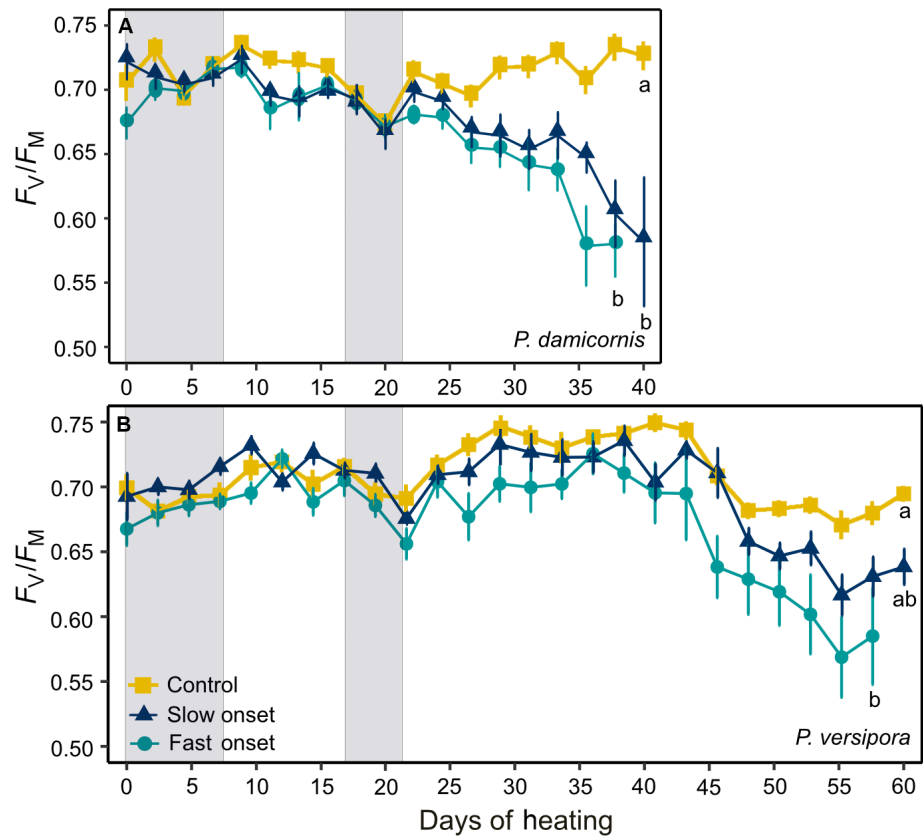 A
0.75
0.70
0.65
0.60
0.55
0.50
FV/FM
a
b
b
P. damicornis
0 5 10 15 20 25 30 35 40
B
0.75
0.70
0.65
0.60
0.55
0.50
FV/FM
a
ab
b
Control
Slow onset
Fast onset
P. versipora
0 5 10 15 20 25 30 35 40 45 50 55 60
Days of heating